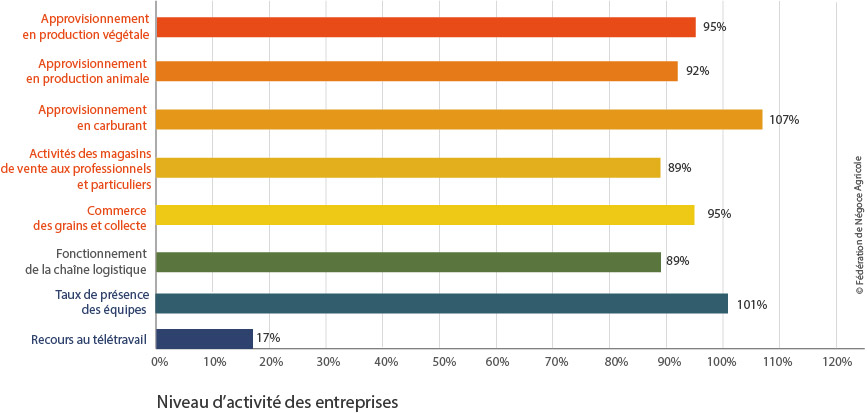 Approvisionnement
en production végétale
95%
Approvisionnement
en production animale
92%
Approvisionnement
en carburant
107%
Activités des magasins
de vente aux professionnels
et particuliers
89%
Commerce
des grains et collecte
95%
Fonctionnement
de la chaîne logistique
89%
Taux de présence
des équipes
101%
Recours au télétravail
17%
0% 10% 20% 30% 40% 50% 60% 70% 80% 90% 100% 110% 120%
Niveau d'activité des entreprises
© Fédération de Négoce Agricole